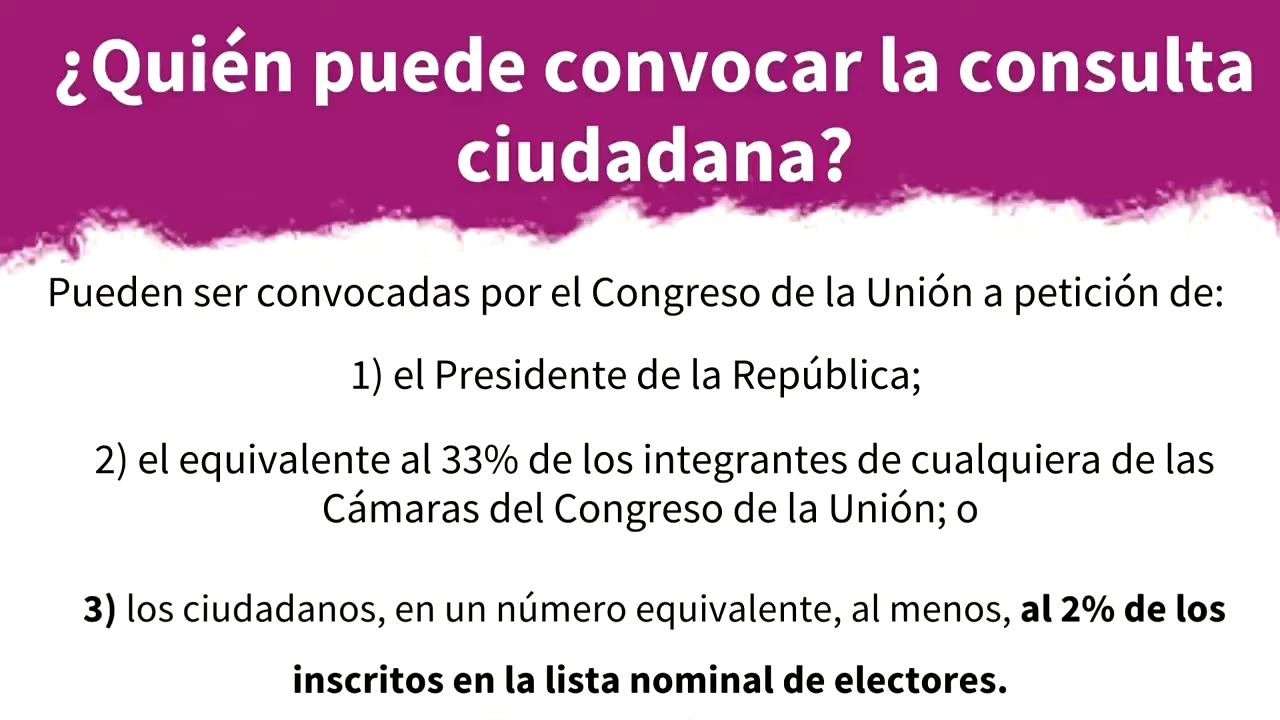 ¿Quién puede convocar la consulta
ciudadana?
Pueden ser convocadas por el Congreso de la Unión a petición de:
1) el Presidente de la República;
2) el equivalente al 33% de los integrantes de cualquiera de las
Cámaras del Congreso de la Unión; o
3) los ciudadanos, en un número equivalente, al menos, al 2% de los
inscritos en la lista nominal de electores.